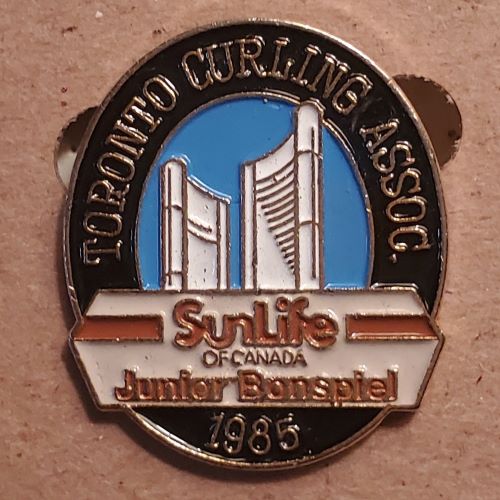 TORONTO CURLING ASSOC.
SunLife
OF CANADA
Junior Bonspiel
1985